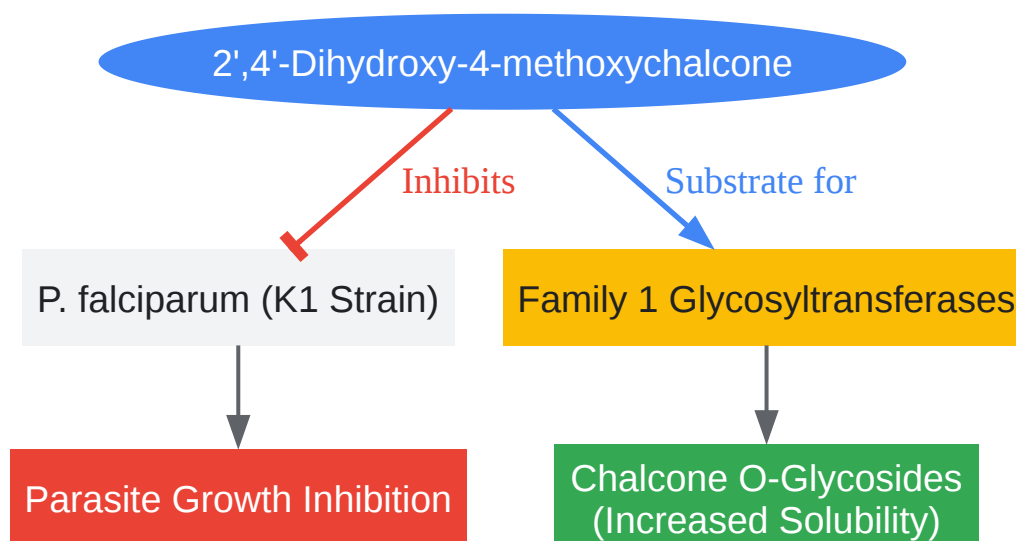 2',4'-Dihydroxy-4-methoxychalcone
Inhibits
Substrate for
P. falciparum (K1 Strain)
Family 1 Glycosyltransferases
Parasite Growth Inhibition
Chalcone O-Glycosides
(Increased Solubility)